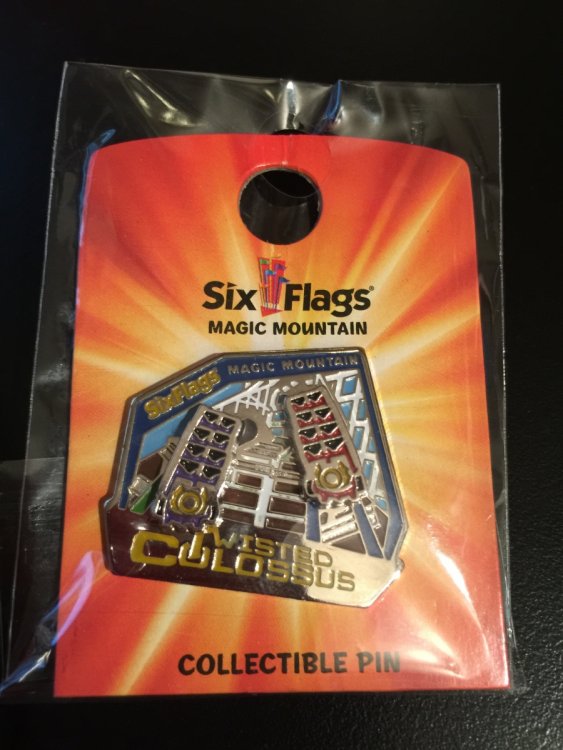 Six Flags®
MAGIC MOUNTAIN
SixFlags MAGIC MOUNTAIN
TWISTED
COLOSSUS
COLLECTIBLE PIN